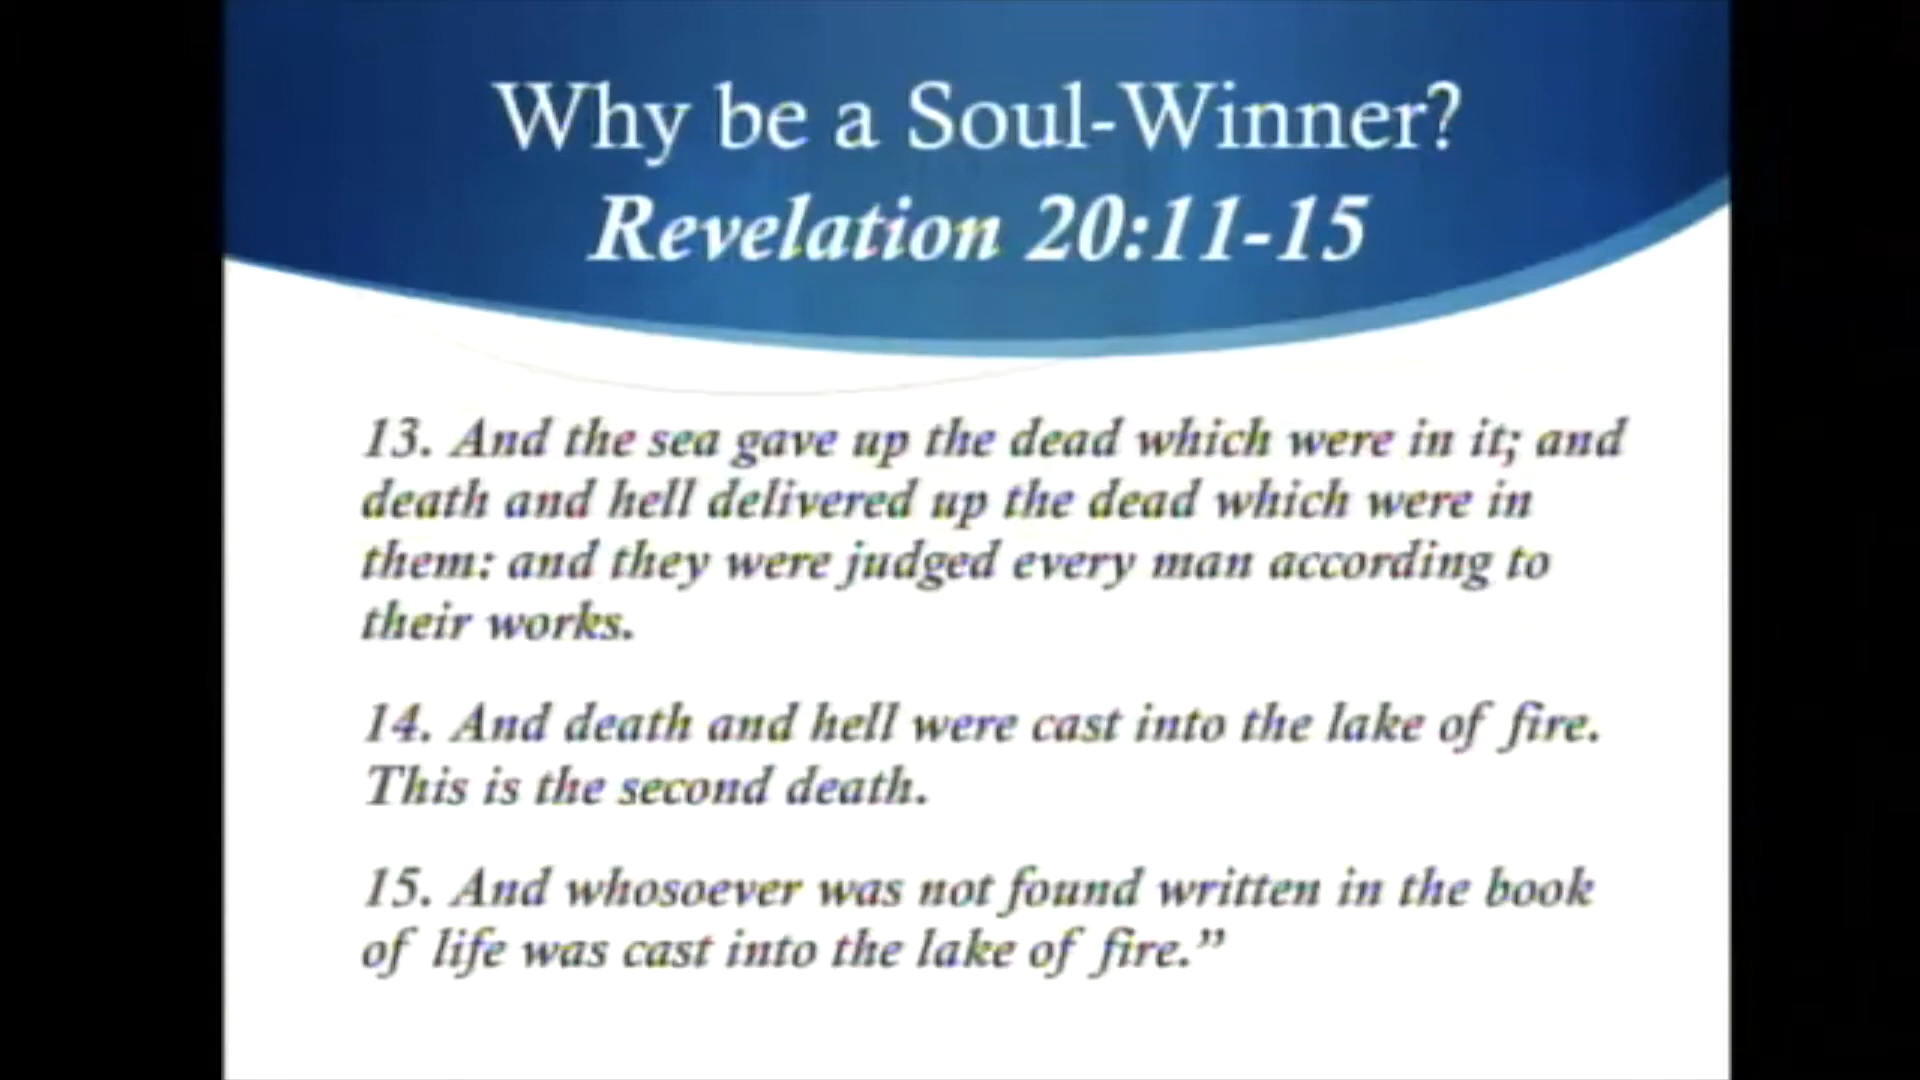 Why be a Soul-Winner?
Revelation 20:11-15
13. And the sea gave up the dead which were in it; and
death and hell delivered up the dead which were in
them: and they were judged every man according to
their works.
14. And death and hell were cast into the lake of fire.
This is the second death.
15. And whosoever was not found written in the book
of life was cast into the lake of fire.”